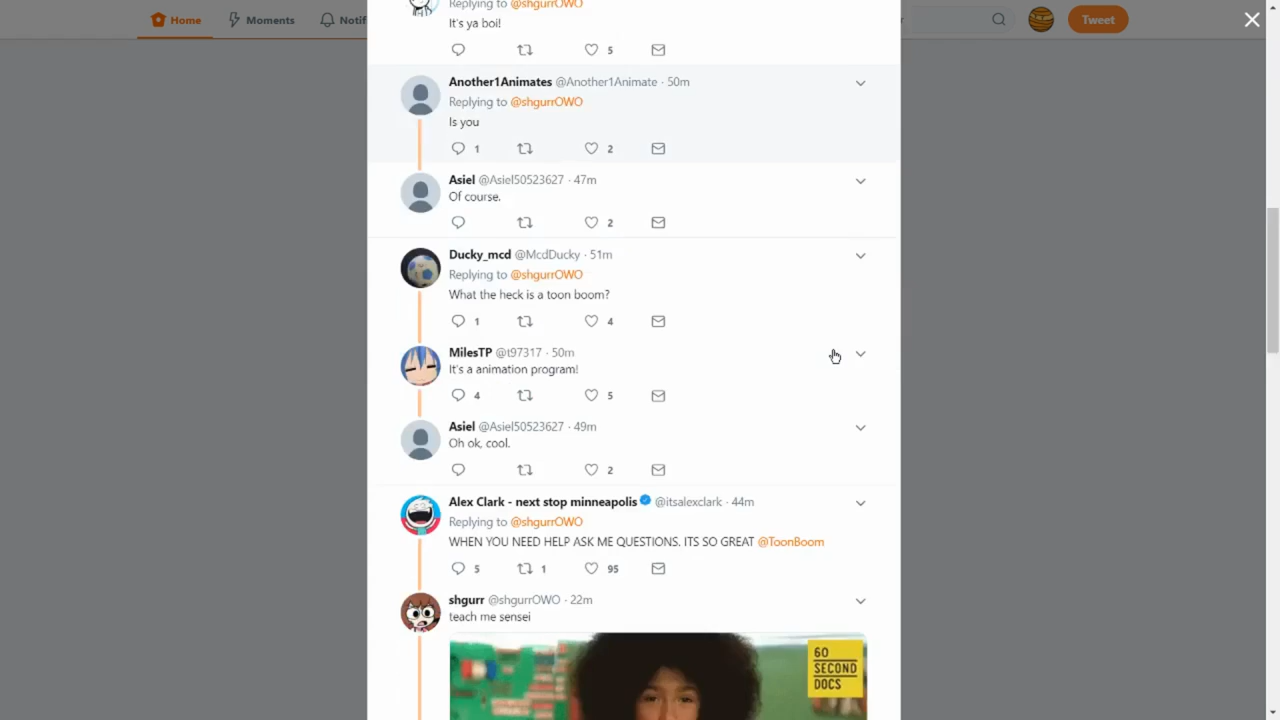 Home
Moments
Notif
r
Tweet
Replying to @shgurrOWO
It's ya boi!
5
Another1Animates @Another1Animate · 50m
Replying to @shgurrOWO
Is you
1 2
Asiel @Asiel50523627 · 47m
Of course.
2
Ducky_mcd @McdDucky · 51m
Replying to @shgurrOWO
What the heck is a toon boom?
1 4
MilesTP @t97317 · 50m
It's a animation program!
4 5
Asiel @Asiel50523627 · 49m
Oh ok, cool.
2
Alex Clark - next stop minneapolis @itsalexclark · 44m
Replying to @shgurrOWO
WHEN YOU NEED HELP ASK ME QUESTIONS. ITS SO GREAT @ToonBoom
5 1 95
shgurr @shgurrOWO · 22m
teach me sensei
60
SECOND
DOCS